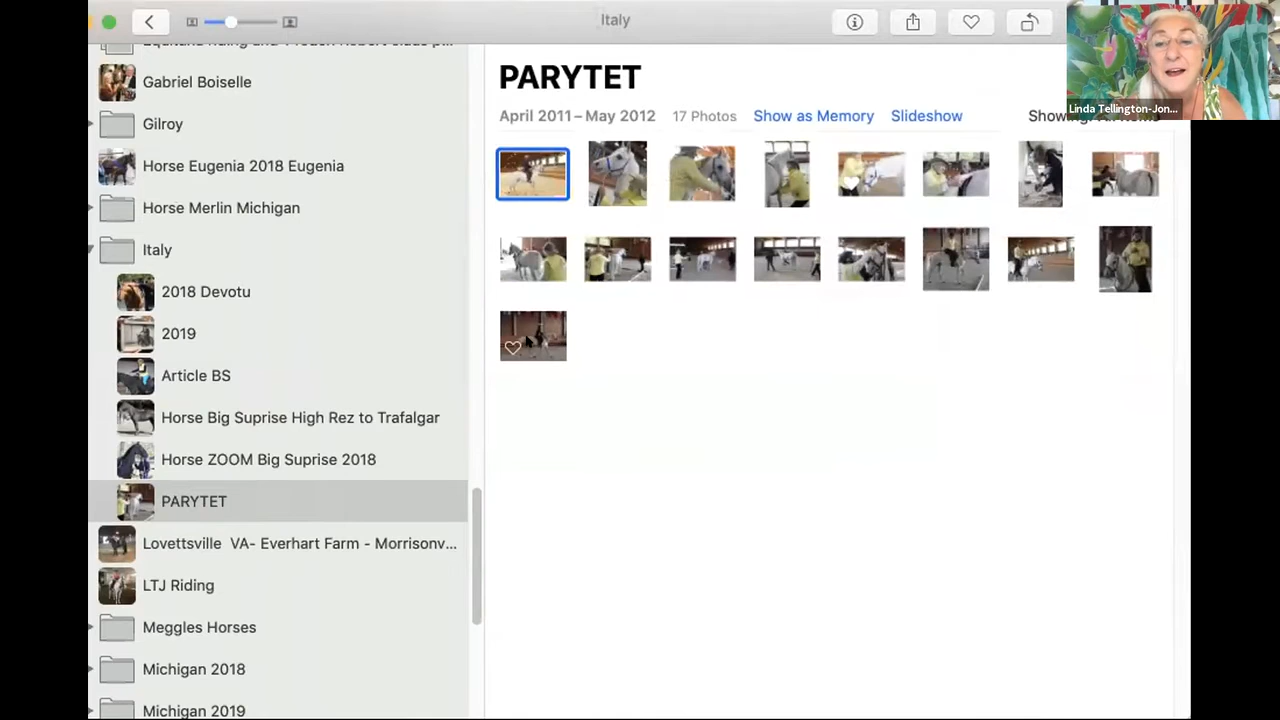 Italy
Linda Tellington-Jon...
Gabriel Boiselle
Gilroy
Horse Eugenia 2018 Eugenia
Horse Merlin Michigan
Italy
2018 Devotu
2019
Article BS
Horse Big Suprise High Rez to Trafalgar
Horse ZOOM Big Suprise 2018
PARYTET
Lovettsville VA- Everhart Farm - Morrisonv...
LTJ Riding
Meggles Horses
Michigan 2018
Michigan 2019
PARYTET
April 2011 – May 2012 17 Photos Show as Memory Slideshow Showing: All Items